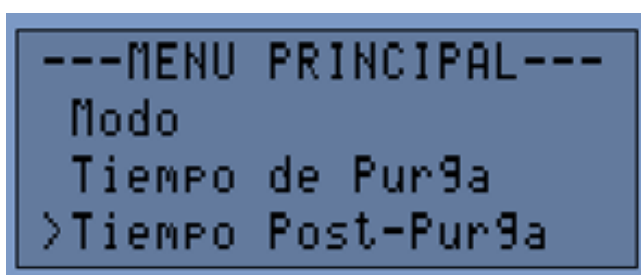 ---MENU PRINCIPAL---
Modo
Tiempo de Purga
>Tiempo Post-Purga